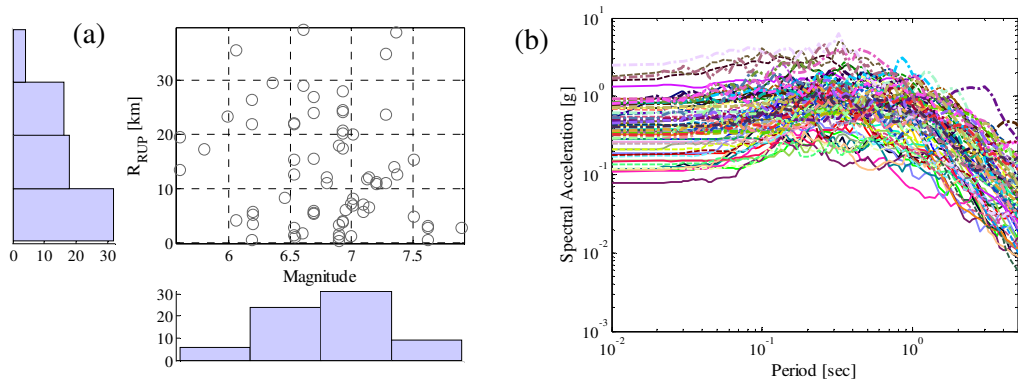 (a)
30
20
10
0
R_RUP [km]
0 10 20 30
6 6.5 7 7.5
Magnitude
30
20
10
0
(b)
10^1
10^0
10^-1
10^-2
10^-3
Spectral Acceleration [g]
10^-2 10^-1 10^0
Period [sec]